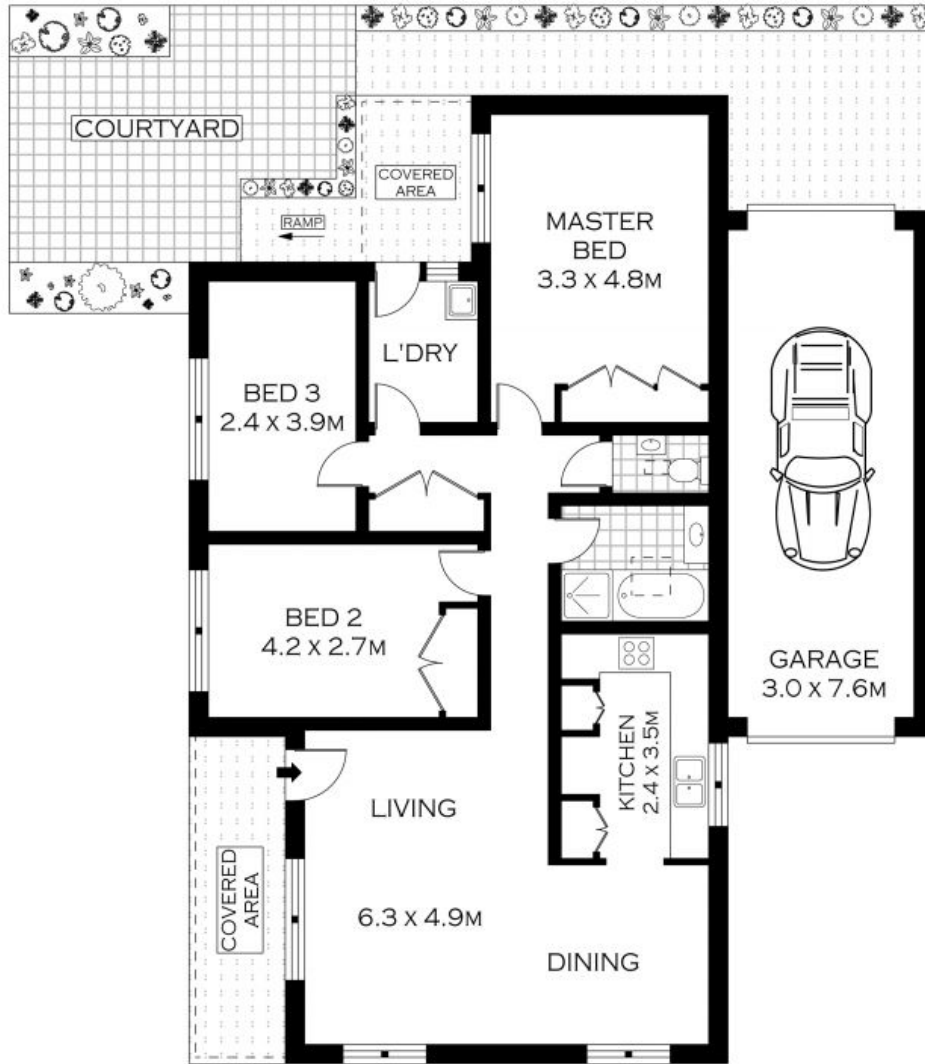 COURTYARD
COVERED
AREA
RAMP
MASTER
BED
3.3 X 4.8M
L'DRY
BED 3
2.4 X 3.9M
BED 2
4.2 X 2.7M
GARAGE
3.0 X 7.6M
KITCHEN
2.4 X 3.5M
LIVING
COVERED
AREA
6.3 X 4.9M
DINING